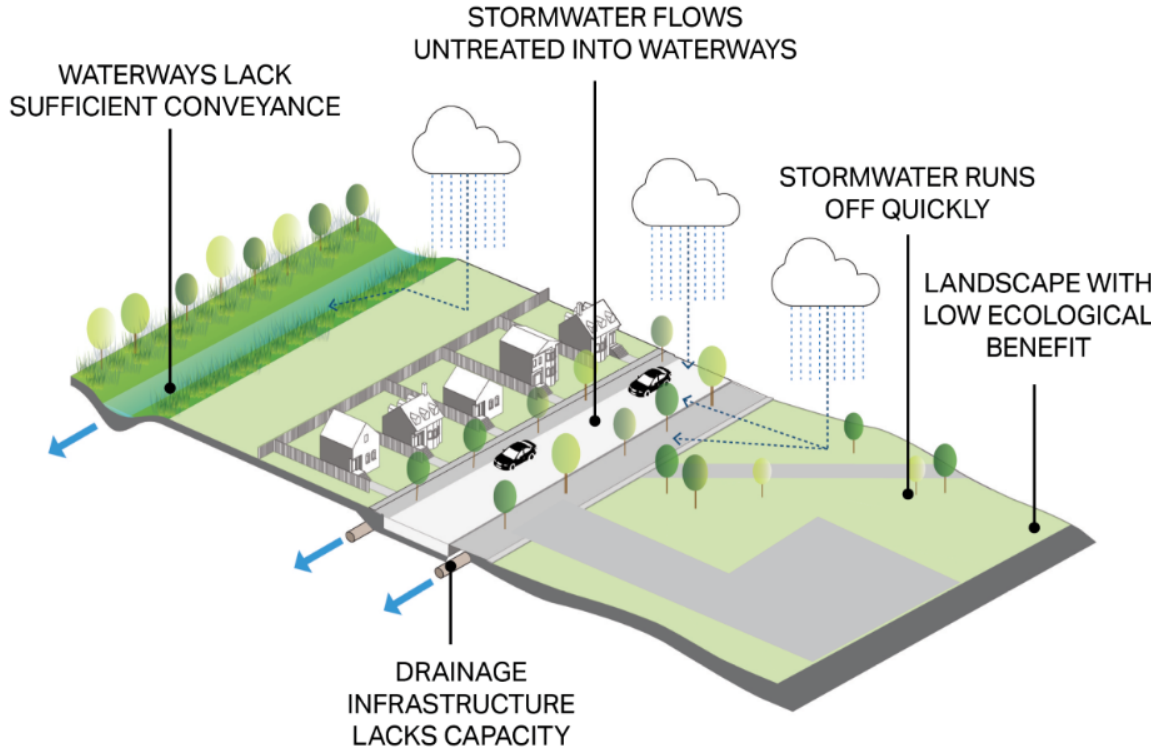 STORMWATER FLOWS
UNTREATED INTO WATERWAYS
WATERWAYS LACK
SUFFICIENT CONVEYANCE
STORMWATER RUNS
OFF QUICKLY
LANDSCAPE WITH
LOW ECOLOGICAL
BENEFIT
DRAINAGE
INFRASTRUCTURE
LACKS CAPACITY